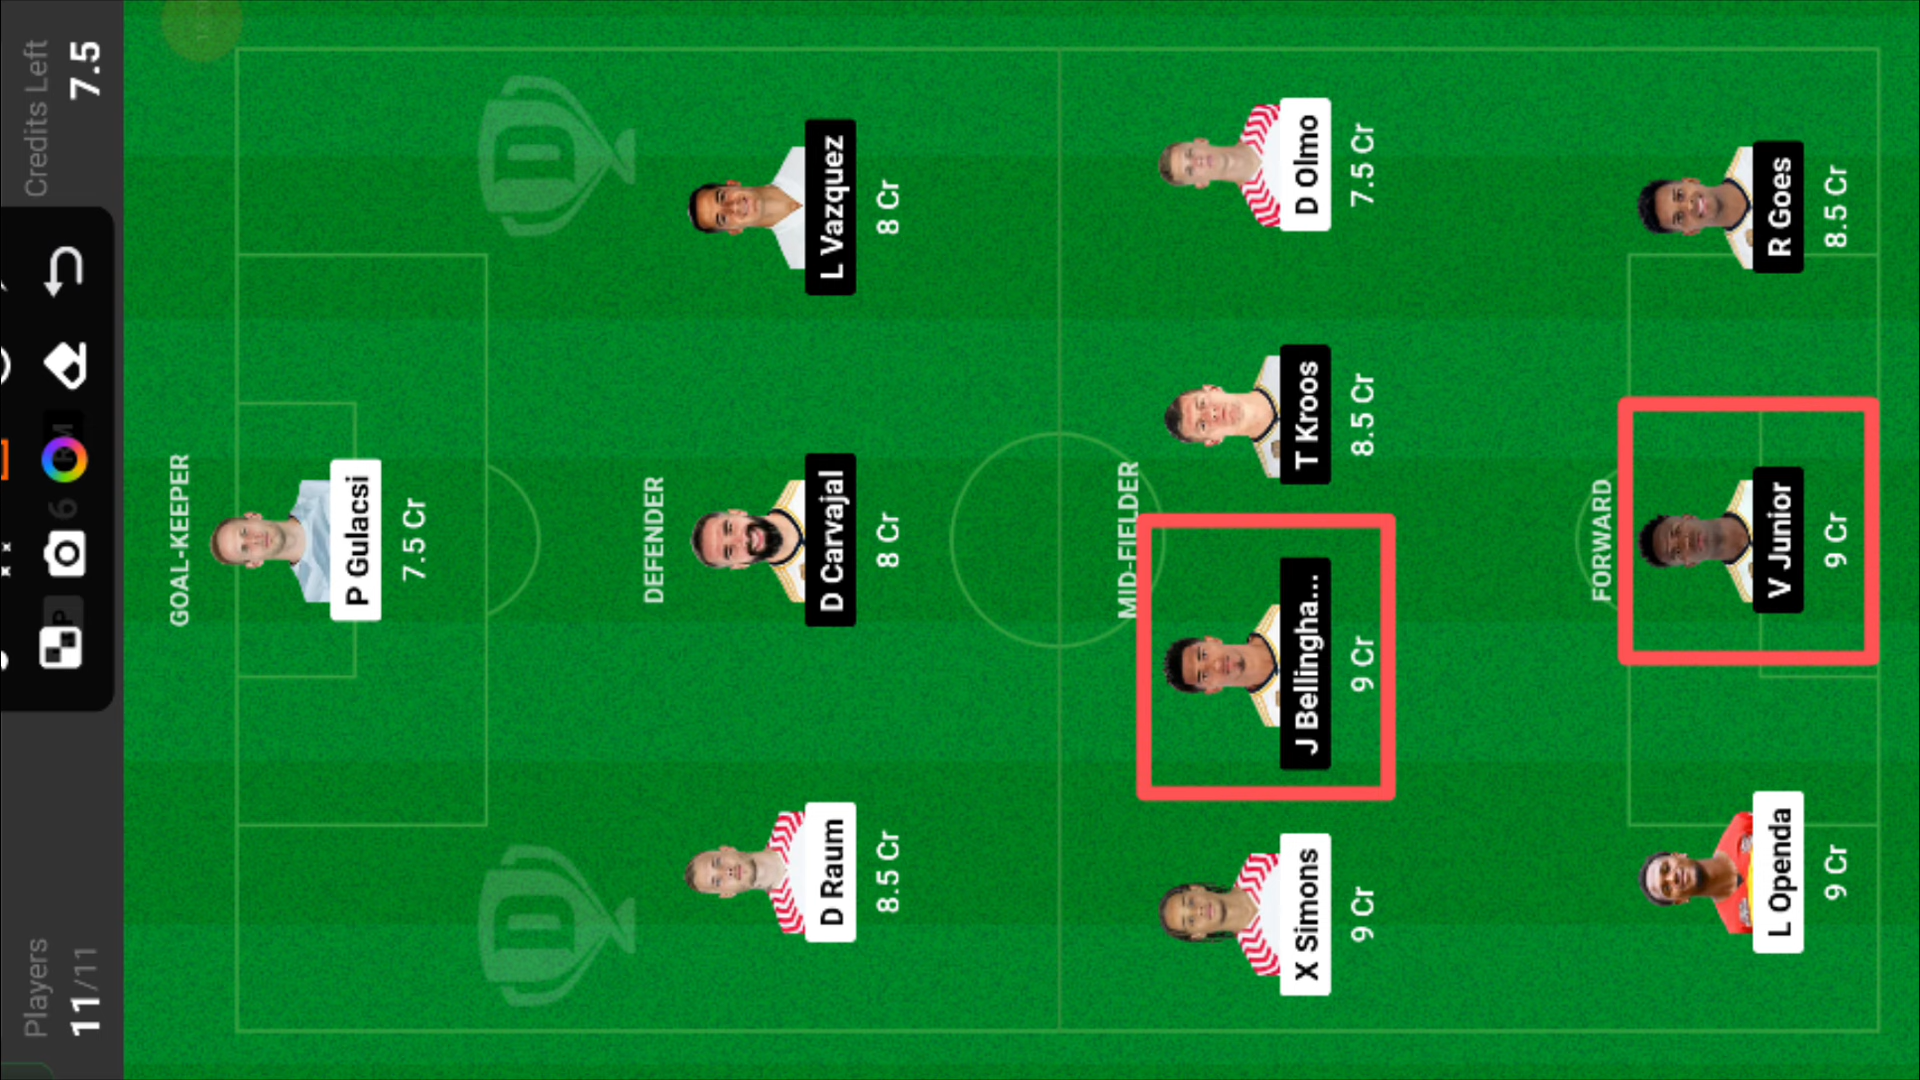 Players
11/11
Credits Left
7.5
GOAL-KEEPER
P Gulacsi
7.5 Cr
DEFENDER
D Raum
8.5 Cr
D Carvajal
8 Cr
L Vazquez
8 Cr
MID-FIELDER
X Simons
9 Cr
J Bellingha...
9 Cr
T Kroos
8.5 Cr
D Olmo
7.5 Cr
FORWARD
L Openda
9 Cr
V Junior
9 Cr
R Goes
8.5 Cr